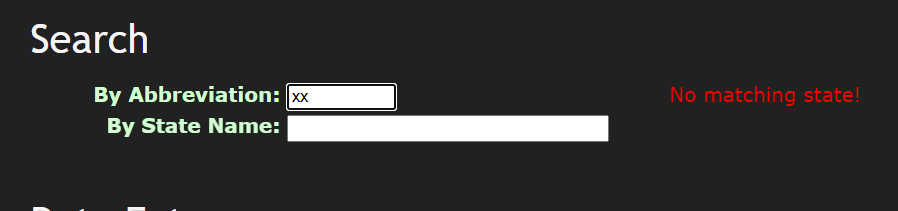 Search
By Abbreviation: xx No matching state!
By State Name: